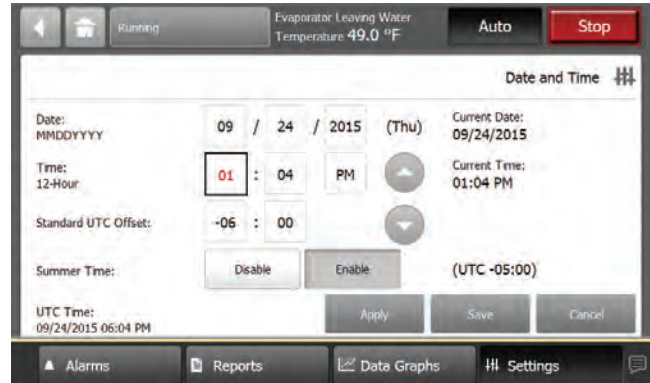 Running
Evaporator Leaving Water
Temperature 49.0 °F
Auto
Stop
Date and Time
Date:
MMDDYYYY
09 / 24 / 2015 (Thu)
Current Date:
09/24/2015
Time:
12-Hour
01 : 04 PM
Current Time:
01:04 PM
Standard UTC Offset:
-06 : 00
Summer Time:
Disable
Enable
(UTC -05:00)
UTC Time:
09/24/2015 06:04 PM
Apply
Save
Cancel
Alarms
Reports
Data Graphs
Settings